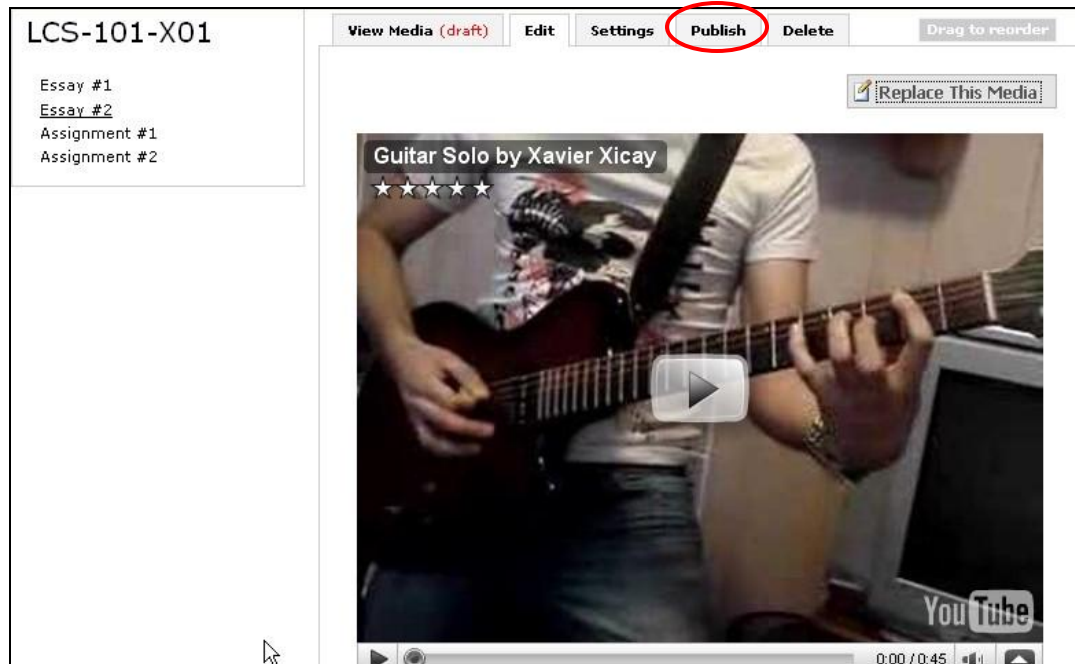 LCS-101-X01
Essay #1
Essay #2
Assignment #1
Assignment #2
View Media (draft) Edit Settings Publish Delete Drag to reorder
Replace This Media
Guitar Solo by Xavier Xicay
YouTube
0:00 / 0:45